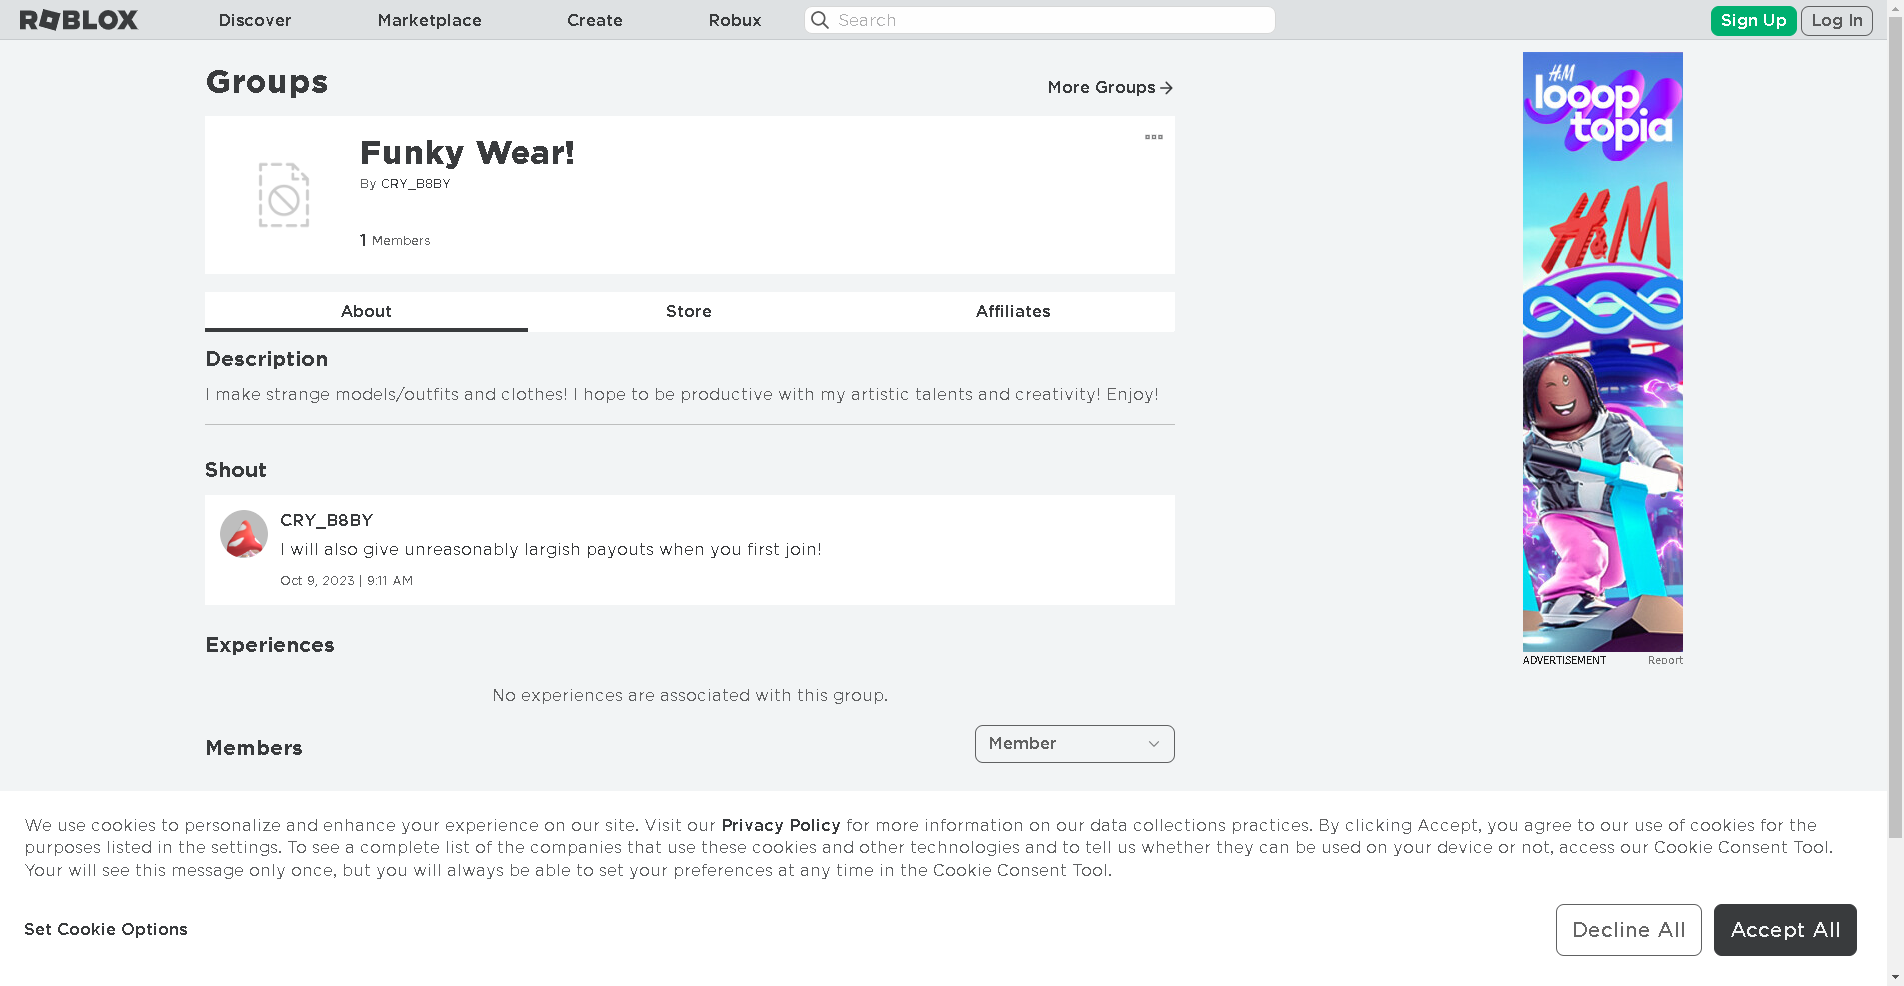 ROBLOX
Discover
Marketplace
Create
Robux
Search
Sign Up
Log In
Groups
More Groups
Funky Wear!
By CRY_B8BY
1 Members
About
Store
Affiliates
Description
I make strange models/outfits and clothes! I hope to be productive with my artistic talents and creativity! Enjoy!
Shout
CRY_B8BY
I will also give unreasonably largish payouts when you first join!
Oct 9, 2023 | 9:11 AM
Experiences
No experiences are associated with this group.
Members
Member
H&M
looop
topia
H&M
ADVERTISEMENT
Report
We use cookies to personalize and enhance your experience on our site. Visit our Privacy Policy for more information on our data collections practices. By clicking Accept, you agree to our use of cookies for the
purposes listed in the settings. To see a complete list of the companies that use these cookies and other technologies and to tell us whether they can be used on your device or not, access our Cookie Consent Tool.
Your will see this message only once, but you will always be able to set your preferences at any time in the Cookie Consent Tool.
Set Cookie Options
Decline All
Accept All